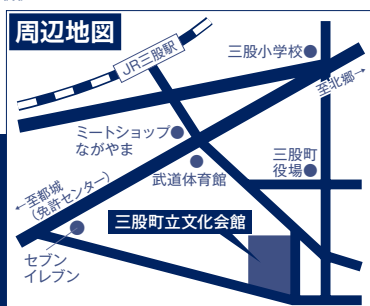 周辺地図
JR三股駅
三股小学校
至北郷→
ミートショップ
ながやま
武道体育館
三股町
役場
←至都城
(免許センター)
三股町立文化会館
セブン
イレブン